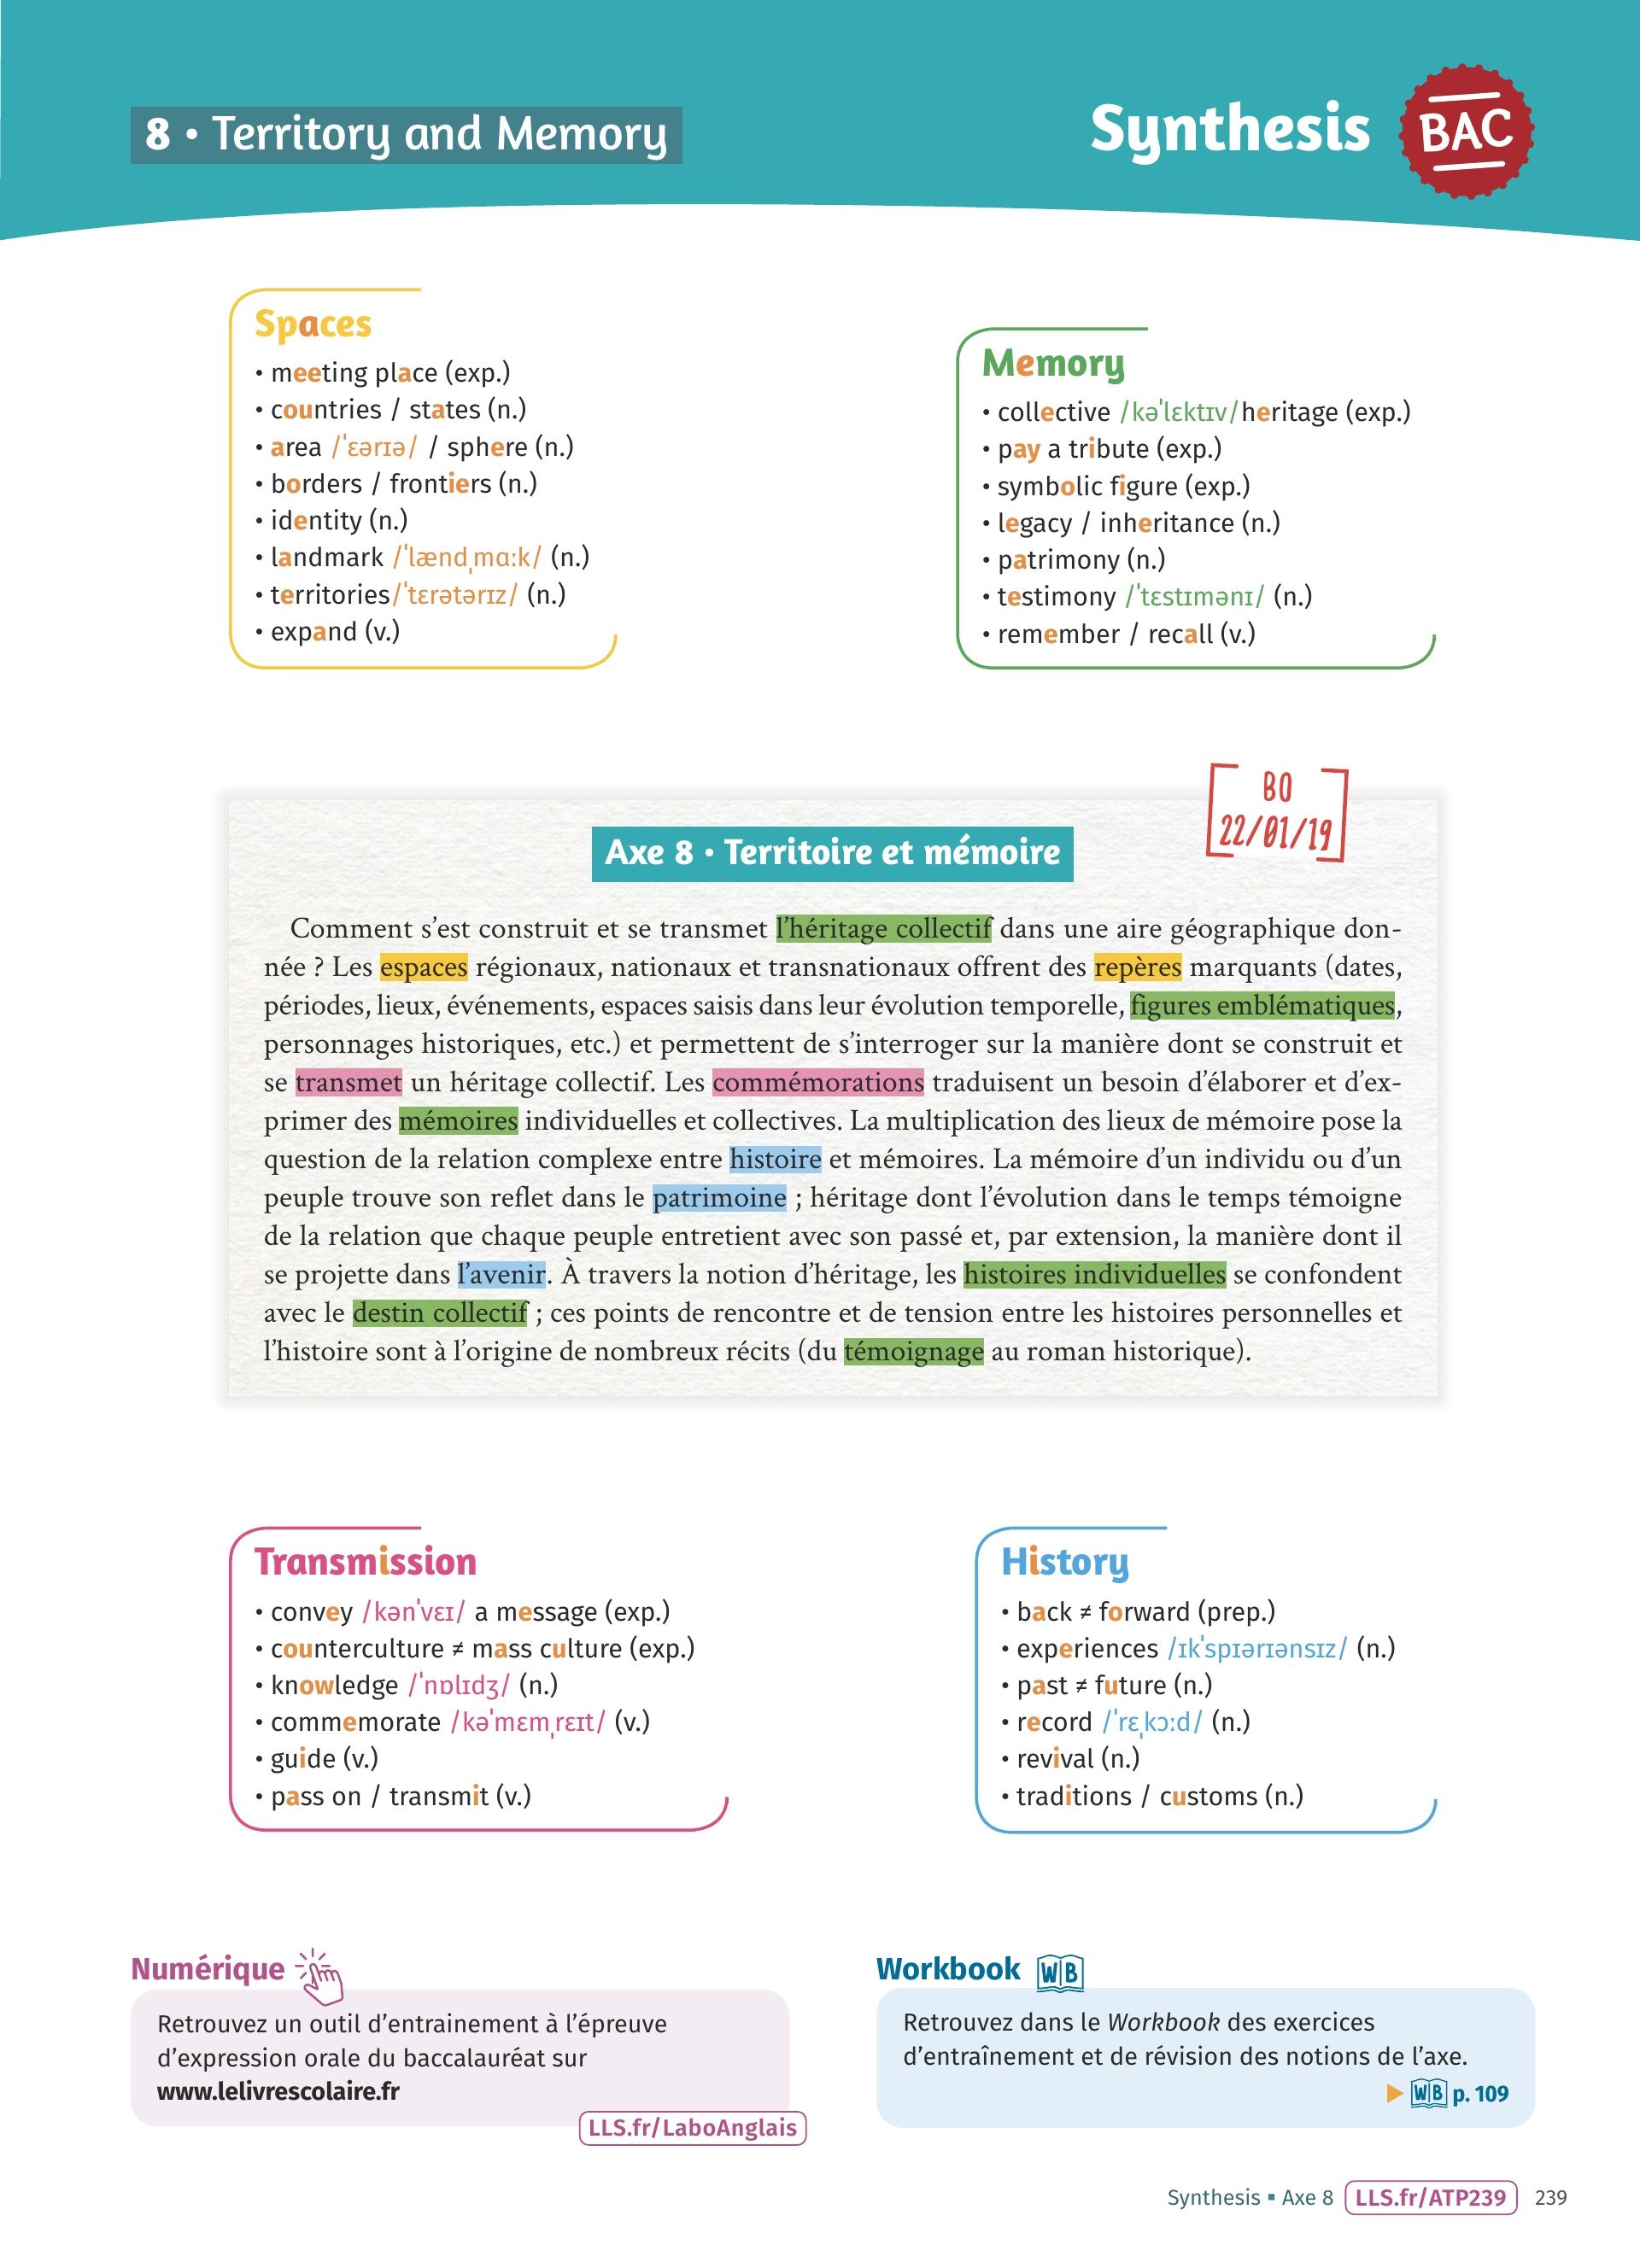 8 • Territory and Memory
Synthesis
BAC
Spaces
• meeting place (exp.)
• countries / states (n.)
• area /ˈɛərɪə/ / sphere (n.)
• borders / frontiers (n.)
• identity (n.)
• landmark /ˈlændˌmɑːk/ (n.)
• territories/ˈtɛrətərɪz/ (n.)
• expand (v.)
Memory
• collective /kəˈlɛktɪv/heritage (exp.)
• pay a tribute (exp.)
• symbolic figure (exp.)
• legacy / inheritance (n.)
• patrimony (n.)
• testimony /ˈtɛstɪmənɪ/ (n.)
• remember / recall (v.)
BO
22/01/19
Axe 8 • Territoire et mémoire
Comment s’est construit et se transmet l’héritage collectif dans une aire géographique don-
née ? Les espaces régionaux, nationaux et transnationaux offrent des repères marquants (dates,
périodes, lieux, événements, espaces saisis dans leur évolution temporelle, figures emblématiques,
personnages historiques, etc.) et permettent de s’interroger sur la manière dont se construit et
se transmet un héritage collectif. Les commémorations traduisent un besoin d’élaborer et d’ex-
primer des mémoires individuelles et collectives. La multiplication des lieux de mémoire pose la
question de la relation complexe entre histoire et mémoires. La mémoire d’un individu ou d’un
peuple trouve son reflet dans le patrimoine ; héritage dont l’évolution dans le temps témoigne
de la relation que chaque peuple entretient avec son passé et, par extension, la manière dont il
se projette dans l’avenir. À travers la notion d’héritage, les histoires individuelles se confondent
avec le destin collectif ; ces points de rencontre et de tension entre les histoires personnelles et
l’histoire sont à l’origine de nombreux récits (du témoignage au roman historique).
Transmission
• convey /kənˈvɛɪ/ a message (exp.)
• counterculture ≠ mass culture (exp.)
• knowledge /ˈnɒlɪdʒ/ (n.)
• commemorate /kəˈmɛmˌrɛɪt/ (v.)
• guide (v.)
• pass on / transmit (v.)
History
• back ≠ forward (prep.)
• experiences /ɪkˈspɪərɪənsɪz/ (n.)
• past ≠ future (n.)
• record /ˈrɛˌkɔːd/ (n.)
• revival (n.)
• traditions / customs (n.)
Numérique
Retrouvez un outil d’entrainement à l’épreuve
d’expression orale du baccalauréat sur
www.lelivrescolaire.fr
LLS.fr/LaboAnglais
Workbook WB
Retrouvez dans le Workbook des exercices
d’entraînement et de révision des notions de l’axe.
▶ WB p. 109
Synthesis ▪ Axe 8 LLS.fr/ATP239 239